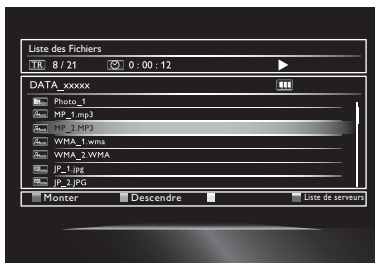 Liste des Fichiers
TR 8 / 21 0 : 00 : 12
DATA_xxxxx
Photo_1
MP_1.mp3
MP_2.MP3
WMA_1.wma
WMA_2.WMA
JP_1.jpg
JP_2.JPG
Monter Descendre Liste de serveurs